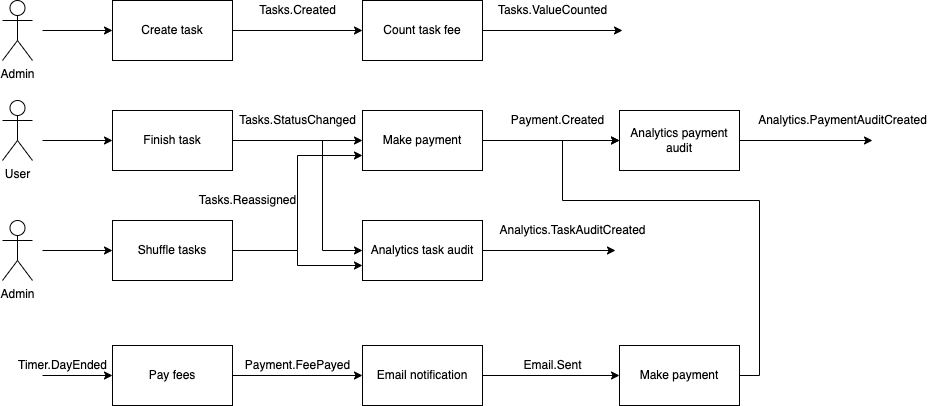 Tasks.Created
Tasks.ValueCounted
Create task
Count task fee
Admin
Tasks.StatusChanged
Payment.Created
Analytics.PaymentAuditCreated
Finish task
Make payment
Analytics payment
audit
User
Tasks.Reassigned
Analytics.TaskAuditCreated
Shuffle tasks
Analytics task audit
Admin
Timer.DayEnded
Payment.FeePayed
Email.Sent
Pay fees
Email notification
Make payment